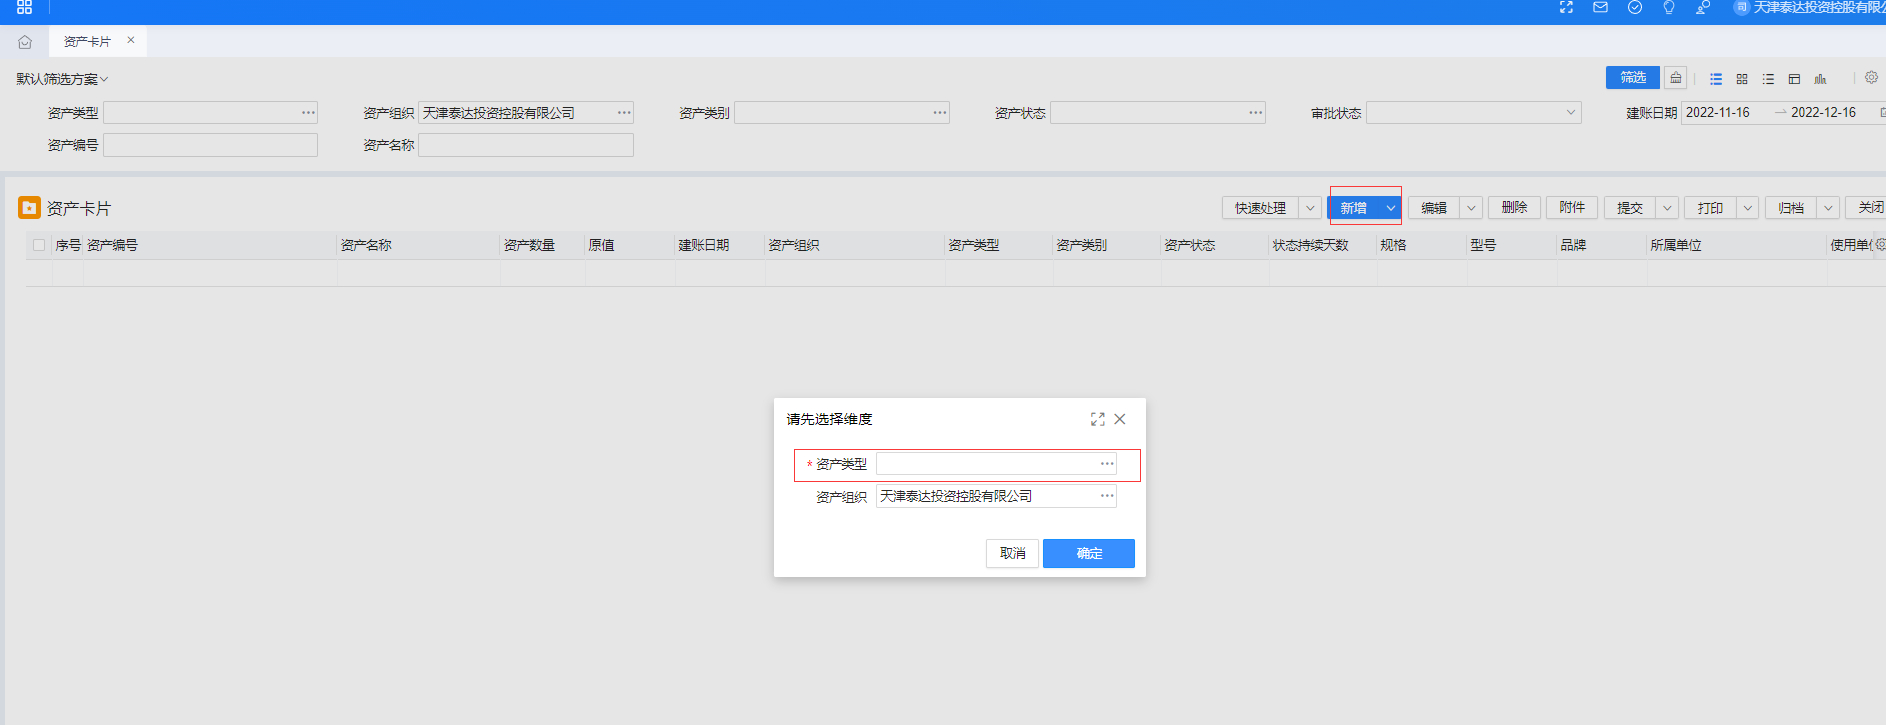 司 天津泰达投资控股有限公
资产卡片
默认筛选方案 筛选
资产类型 资产组织 天津泰达投资控股有限公司 资产类别 资产状态 审批状态 建账日期 2022-11-16 2022-12-16
资产编号 资产名称
资产卡片 快速处理 新增 编辑 删除 附件 提交 打印 归档 关闭
序号 资产编号 资产名称 资产数量 原值 建账日期 资产组织 资产类型 资产类别 资产状态 状态持续天数 规格 型号 品牌 所属单位 使用单位
请先选择维度
* 资产类型
资产组织 天津泰达投资控股有限公司
取消 确定